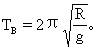 T_B = 2π√(R/g)。